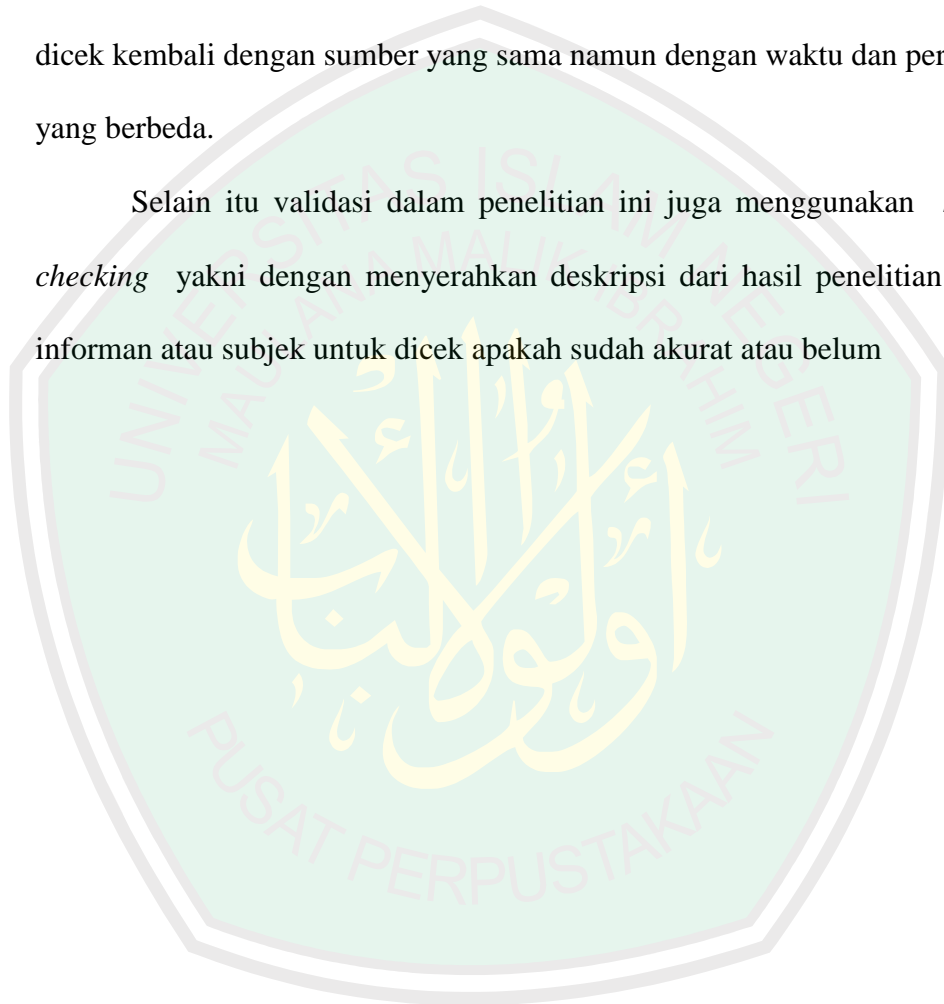 dicek kembali dengan sumber yang sama namun dengan waktu dan
yang berbeda.
Selain itu validasi dalam penelitian ini juga menggunakan
checking yakni dengan menyerahkan deskripsi dari hasil penelitian
informan atau subjek untuk dicek apakah sudah akurat atau belum
UNIVERSITAS ISLAM NEGERI
MAULANA MALIK IBRAHIM
أولوا الألباب
PUSAT PERPUSTAKAAN